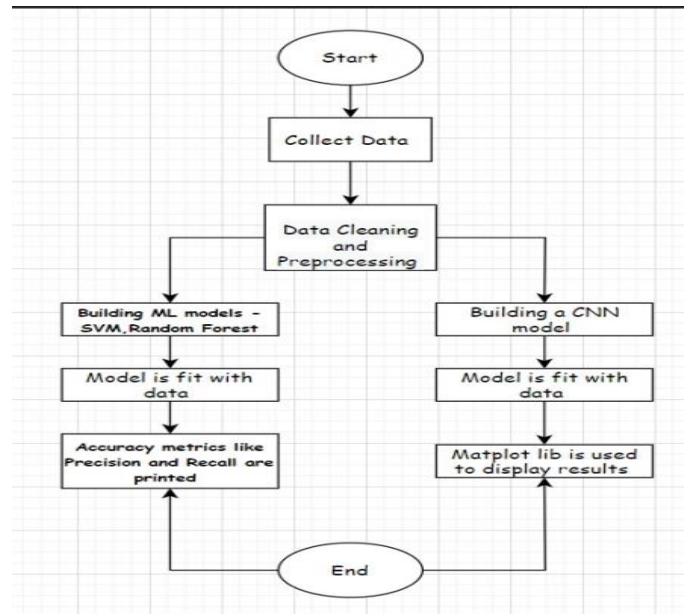 Start
Collect Data
Data Cleaning
and
Preprocessing
Building ML models -
SVM,Random Forest
Model is fit with
data
Accuracy metrics like
Precision and Recall are
printed
Building a CNN
model
Model is fit with
data
Matplot lib is used
to display results
End